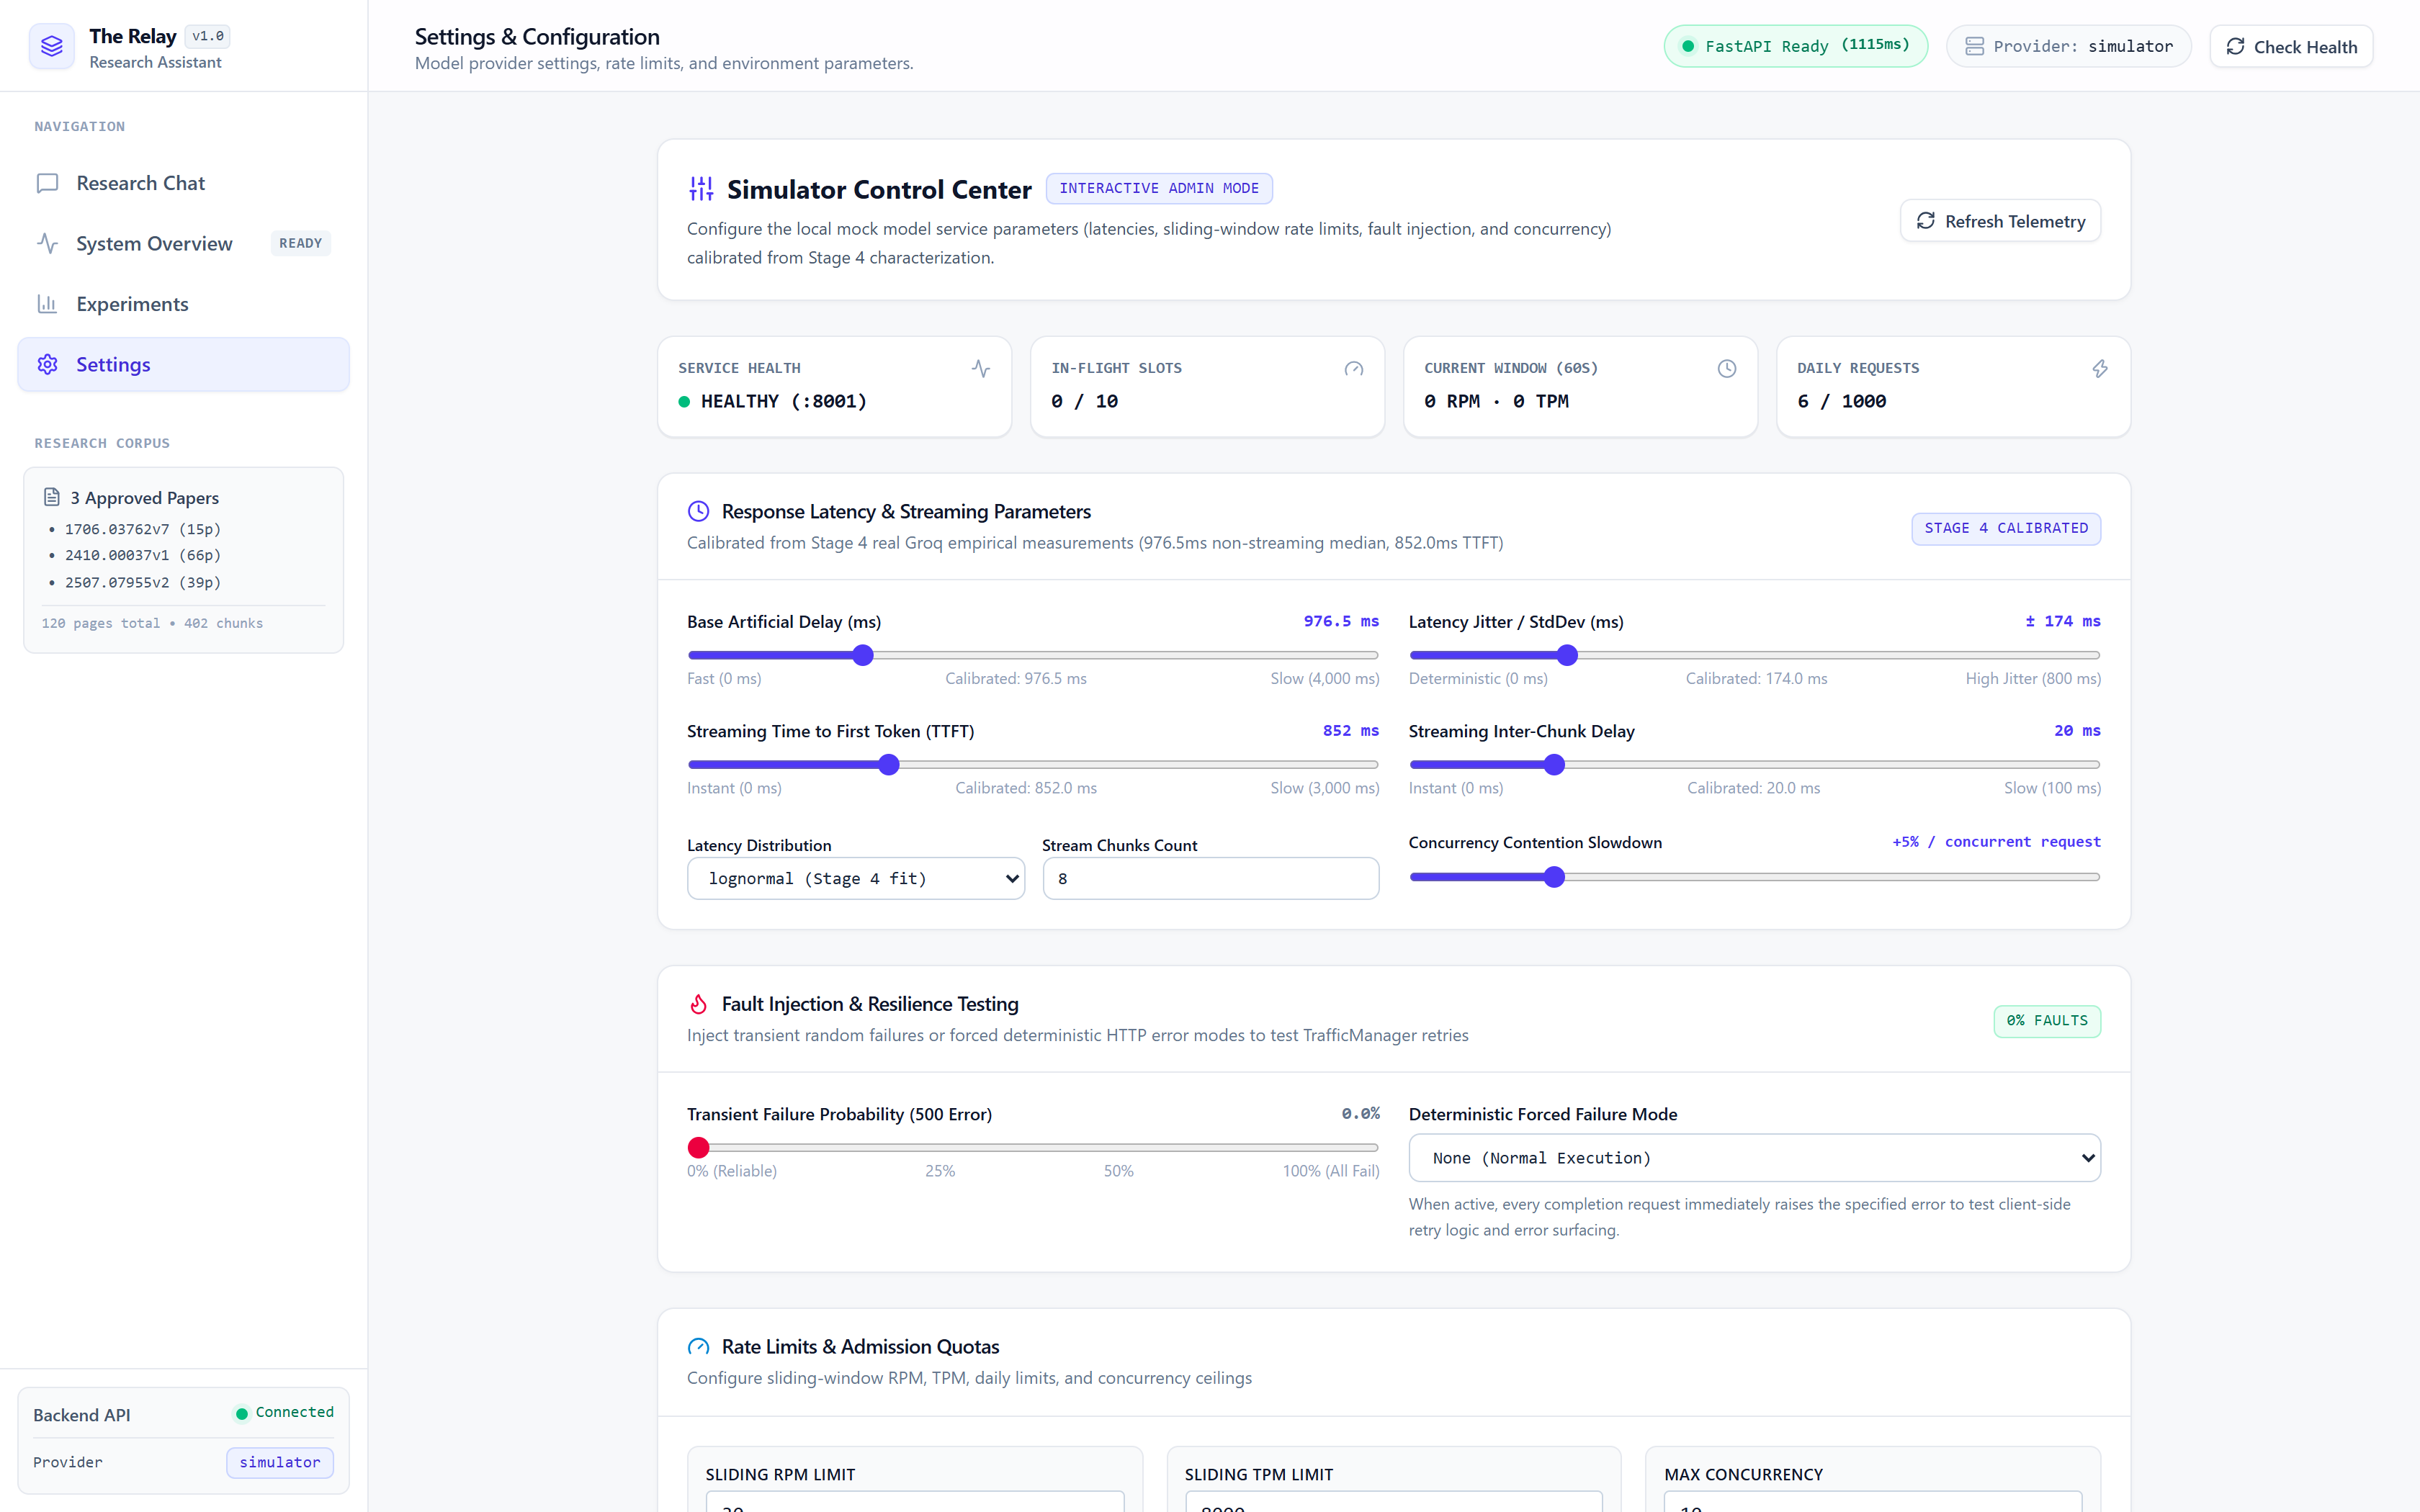 The Relay v1.0
Research Assistant
NAVIGATION
Research Chat
System Overview READY
Experiments
Settings
RESEARCH CORPUS
3 Approved Papers
• 1706.03762v7 (15p)
• 2410.00037v1 (66p)
• 2507.07955v2 (39p)
120 pages total • 402 chunks
Backend API Connected
Provider simulator
Settings & Configuration
Model provider settings, rate limits, and environment parameters.
FastAPI Ready (1115ms)
Provider: simulator
Check Health
Simulator Control Center INTERACTIVE ADMIN MODE
Configure the local mock model service parameters (latencies, sliding-window rate limits, fault injection, and concurrency)
calibrated from Stage 4 characterization.
Refresh Telemetry
SERVICE HEALTH
HEALTHY (:8001)
IN-FLIGHT SLOTS
0 / 10
CURRENT WINDOW (60S)
0 RPM · 0 TPM
DAILY REQUESTS
6 / 1000
Response Latency & Streaming Parameters
Calibrated from Stage 4 real Groq empirical measurements (976.5ms non-streaming median, 852.0ms TTFT)
STAGE 4 CALIBRATED
Base Artificial Delay (ms) 976.5 ms
Fast (0 ms) Calibrated: 976.5 ms Slow (4,000 ms)
Latency Jitter / StdDev (ms) ± 174 ms
Deterministic (0 ms) Calibrated: 174.0 ms High Jitter (800 ms)
Streaming Time to First Token (TTFT) 852 ms
Instant (0 ms) Calibrated: 852.0 ms Slow (3,000 ms)
Streaming Inter-Chunk Delay 20 ms
Instant (0 ms) Calibrated: 20.0 ms Slow (100 ms)
Latency Distribution
lognormal (Stage 4 fit)
Stream Chunks Count
8
Concurrency Contention Slowdown +5% / concurrent request
Fault Injection & Resilience Testing
Inject transient random failures or forced deterministic HTTP error modes to test TrafficManager retries
0% FAULTS
Transient Failure Probability (500 Error) 0.0%
0% (Reliable) 25% 50% 100% (All Fail)
Deterministic Forced Failure Mode
None (Normal Execution)
When active, every completion request immediately raises the specified error to test client-side
retry logic and error surfacing.
Rate Limits & Admission Quotas
Configure sliding-window RPM, TPM, daily limits, and concurrency ceilings
SLIDING RPM LIMIT
SLIDING TPM LIMIT
8000
MAX CONCURRENCY
10